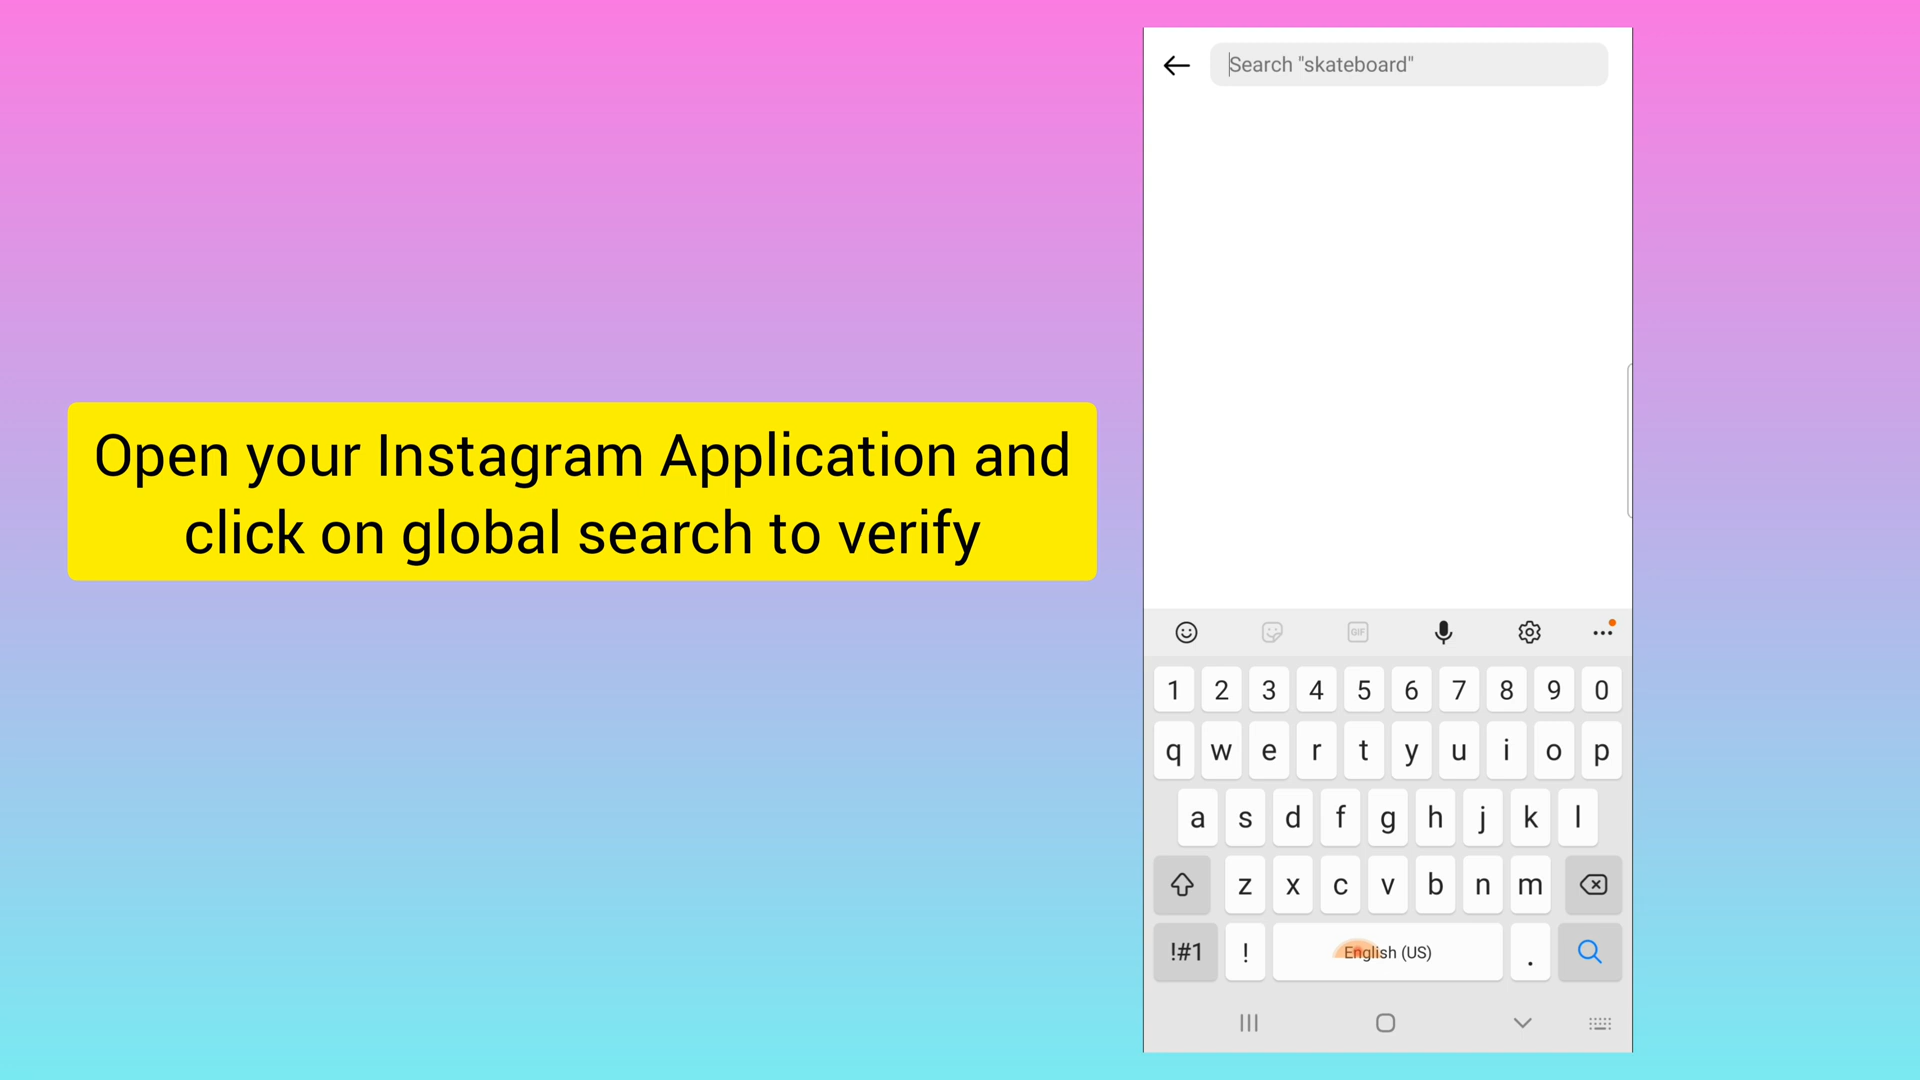 Open your Instagram Application and
click on global search to verify
Search "skateboard"
GIF
1 2 3 4 5 6 7 8 9 0
q w e r t y u i o p
a s d f g h j k l
z x c v b n m
!#1 ! English (US) .